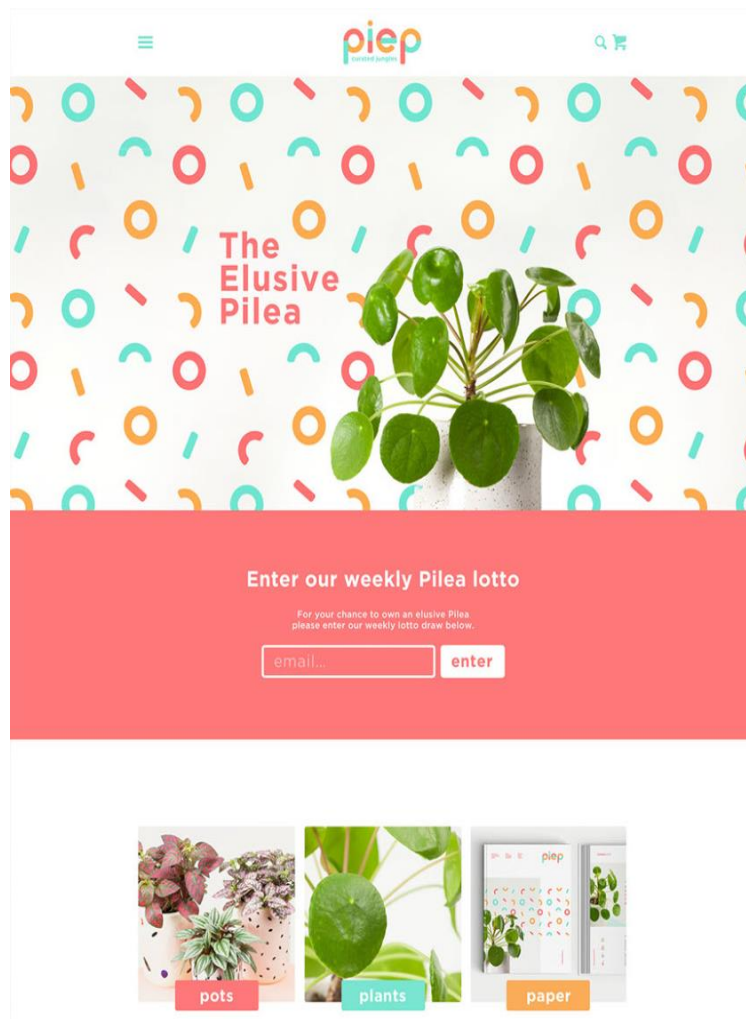 piep
curated jungles
The
Elusive
Pilea
Enter our weekly Pilea lotto
For your chance to own an elusive Pilea
please enter our weekly lotto draw below.
email...
enter
piep
pots
plants
paper